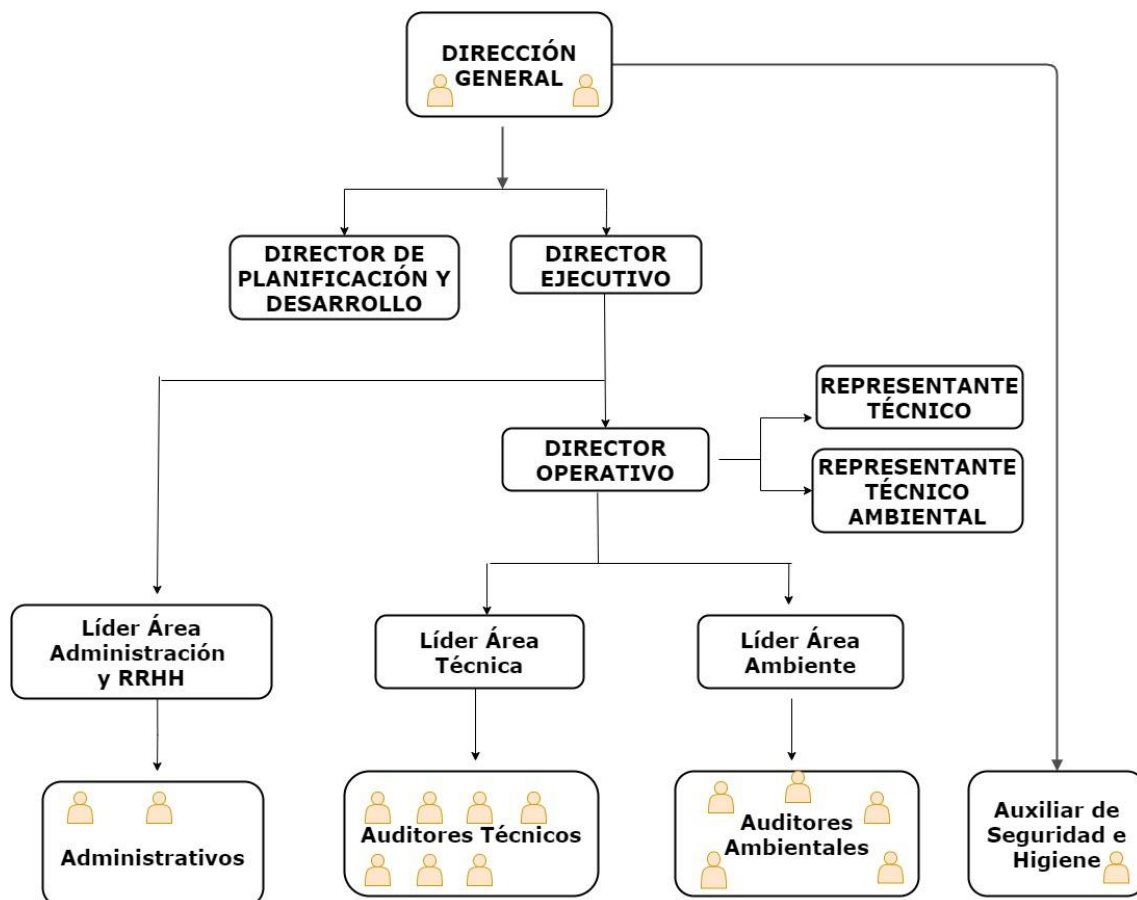 DIRECCIÓN
GENERAL
DIRECTOR DE
PLANIFICACIÓN Y
DESARROLLO
DIRECTOR
EJECUTIVO
REPRESENTANTE
TÉCNICO
DIRECTOR
OPERATIVO
REPRESENTANTE
TÉCNICO
AMBIENTAL
Líder Área
Administración
y RRHH
Líder Área
Técnica
Líder Área
Ambiente
Administrativos
Auditores Técnicos
Auditores
Ambientales
Auxiliar de
Seguridad e
Higiene